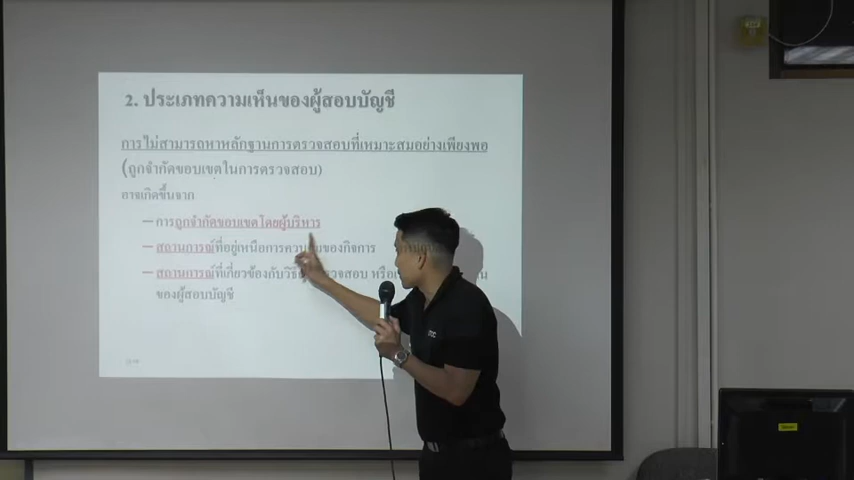 2. ประเภทความเห็นของผู้สอบบัญชี
การไม่สามารถหาหลักฐานการตรวจสอบที่เหมาะสมอย่างเพียงพอ
(ถูกจำกัดขอบเขตในการตรวจสอบ)
อาจเกิดขึ้นจาก
– การถูกจำกัดขอบเขตโดยผู้บริหาร
– สถานการณ์ที่อยู่เหนือการควบคุมของกิจการ
– สถานการณ์ที่เกี่ยวข้องกับวิธีการตรวจสอบ หรือ
ของผู้สอบบัญชี